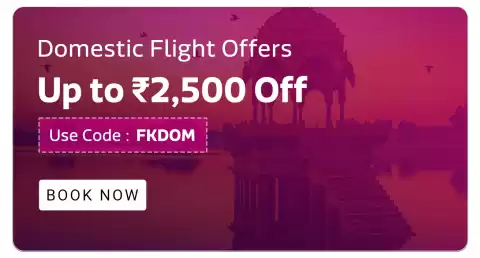 Domestic Flight Offers
Up to ₹2,500 Off
Use Code : FKDOM
BOOK NOW